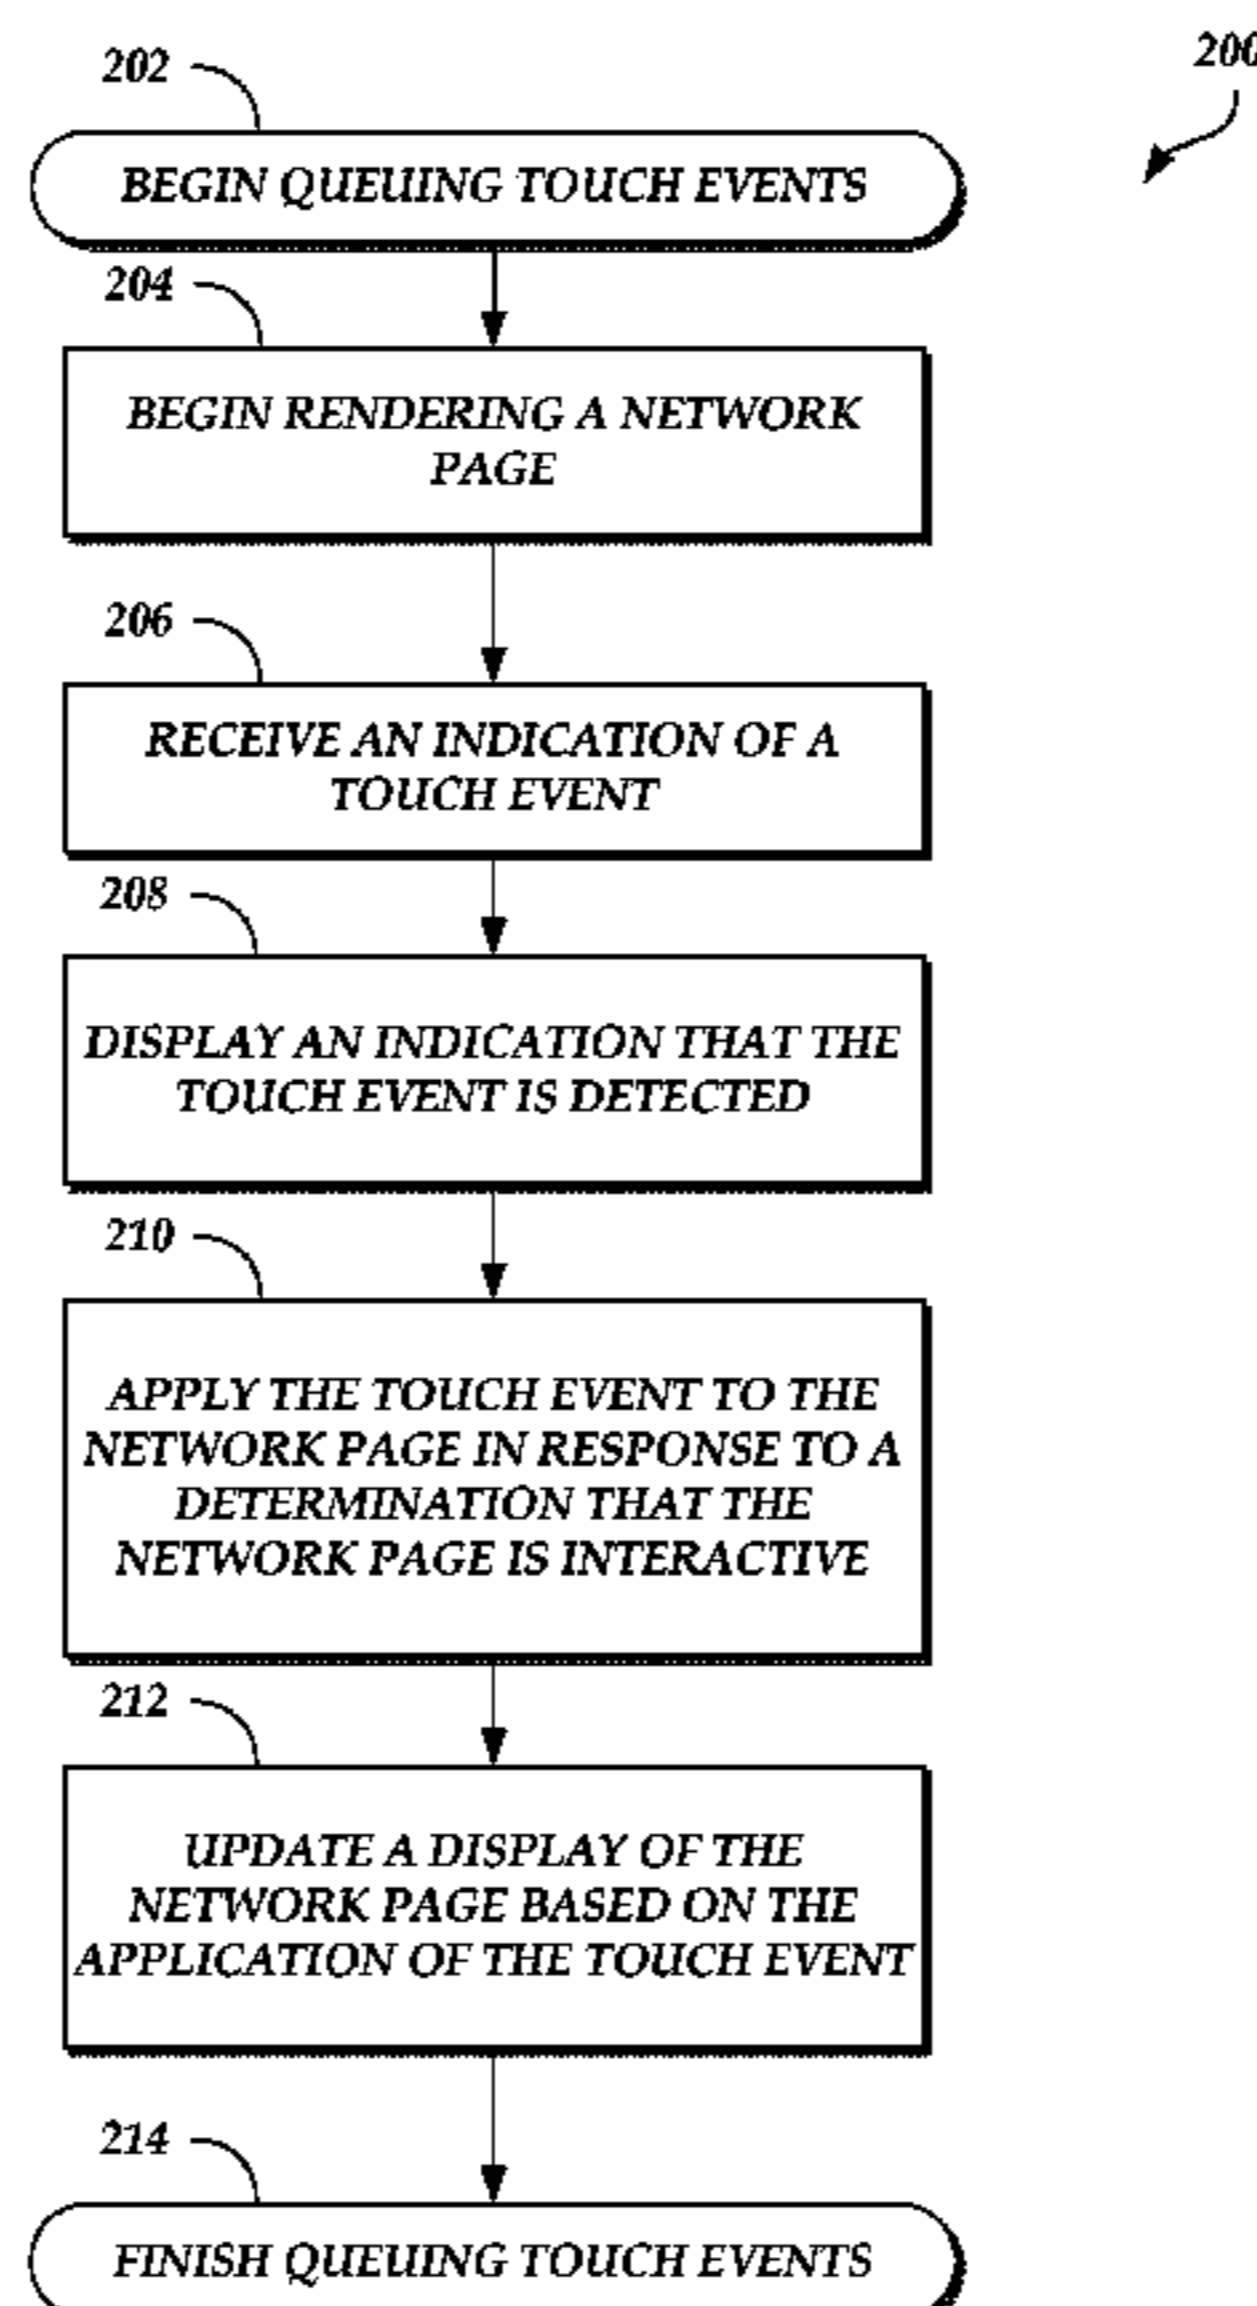 200
202
BEGIN QUEUING TOUCH EVENTS
204
BEGIN RENDERING A NETWORK
PAGE
206
RECEIVE AN INDICATION OF A
TOUCH EVENT
208
DISPLAY AN INDICATION THAT THE
TOUCH EVENT IS DETECTED
210
APPLY THE TOUCH EVENT TO THE
NETWORK PAGE IN RESPONSE TO A
DETERMINATION THAT THE
NETWORK PAGE IS INTERACTIVE
212
UPDATE A DISPLAY OF THE
NETWORK PAGE BASED ON THE
APPLICATION OF THE TOUCH EVENT
214
FINISH QUEUING TOUCH EVENTS